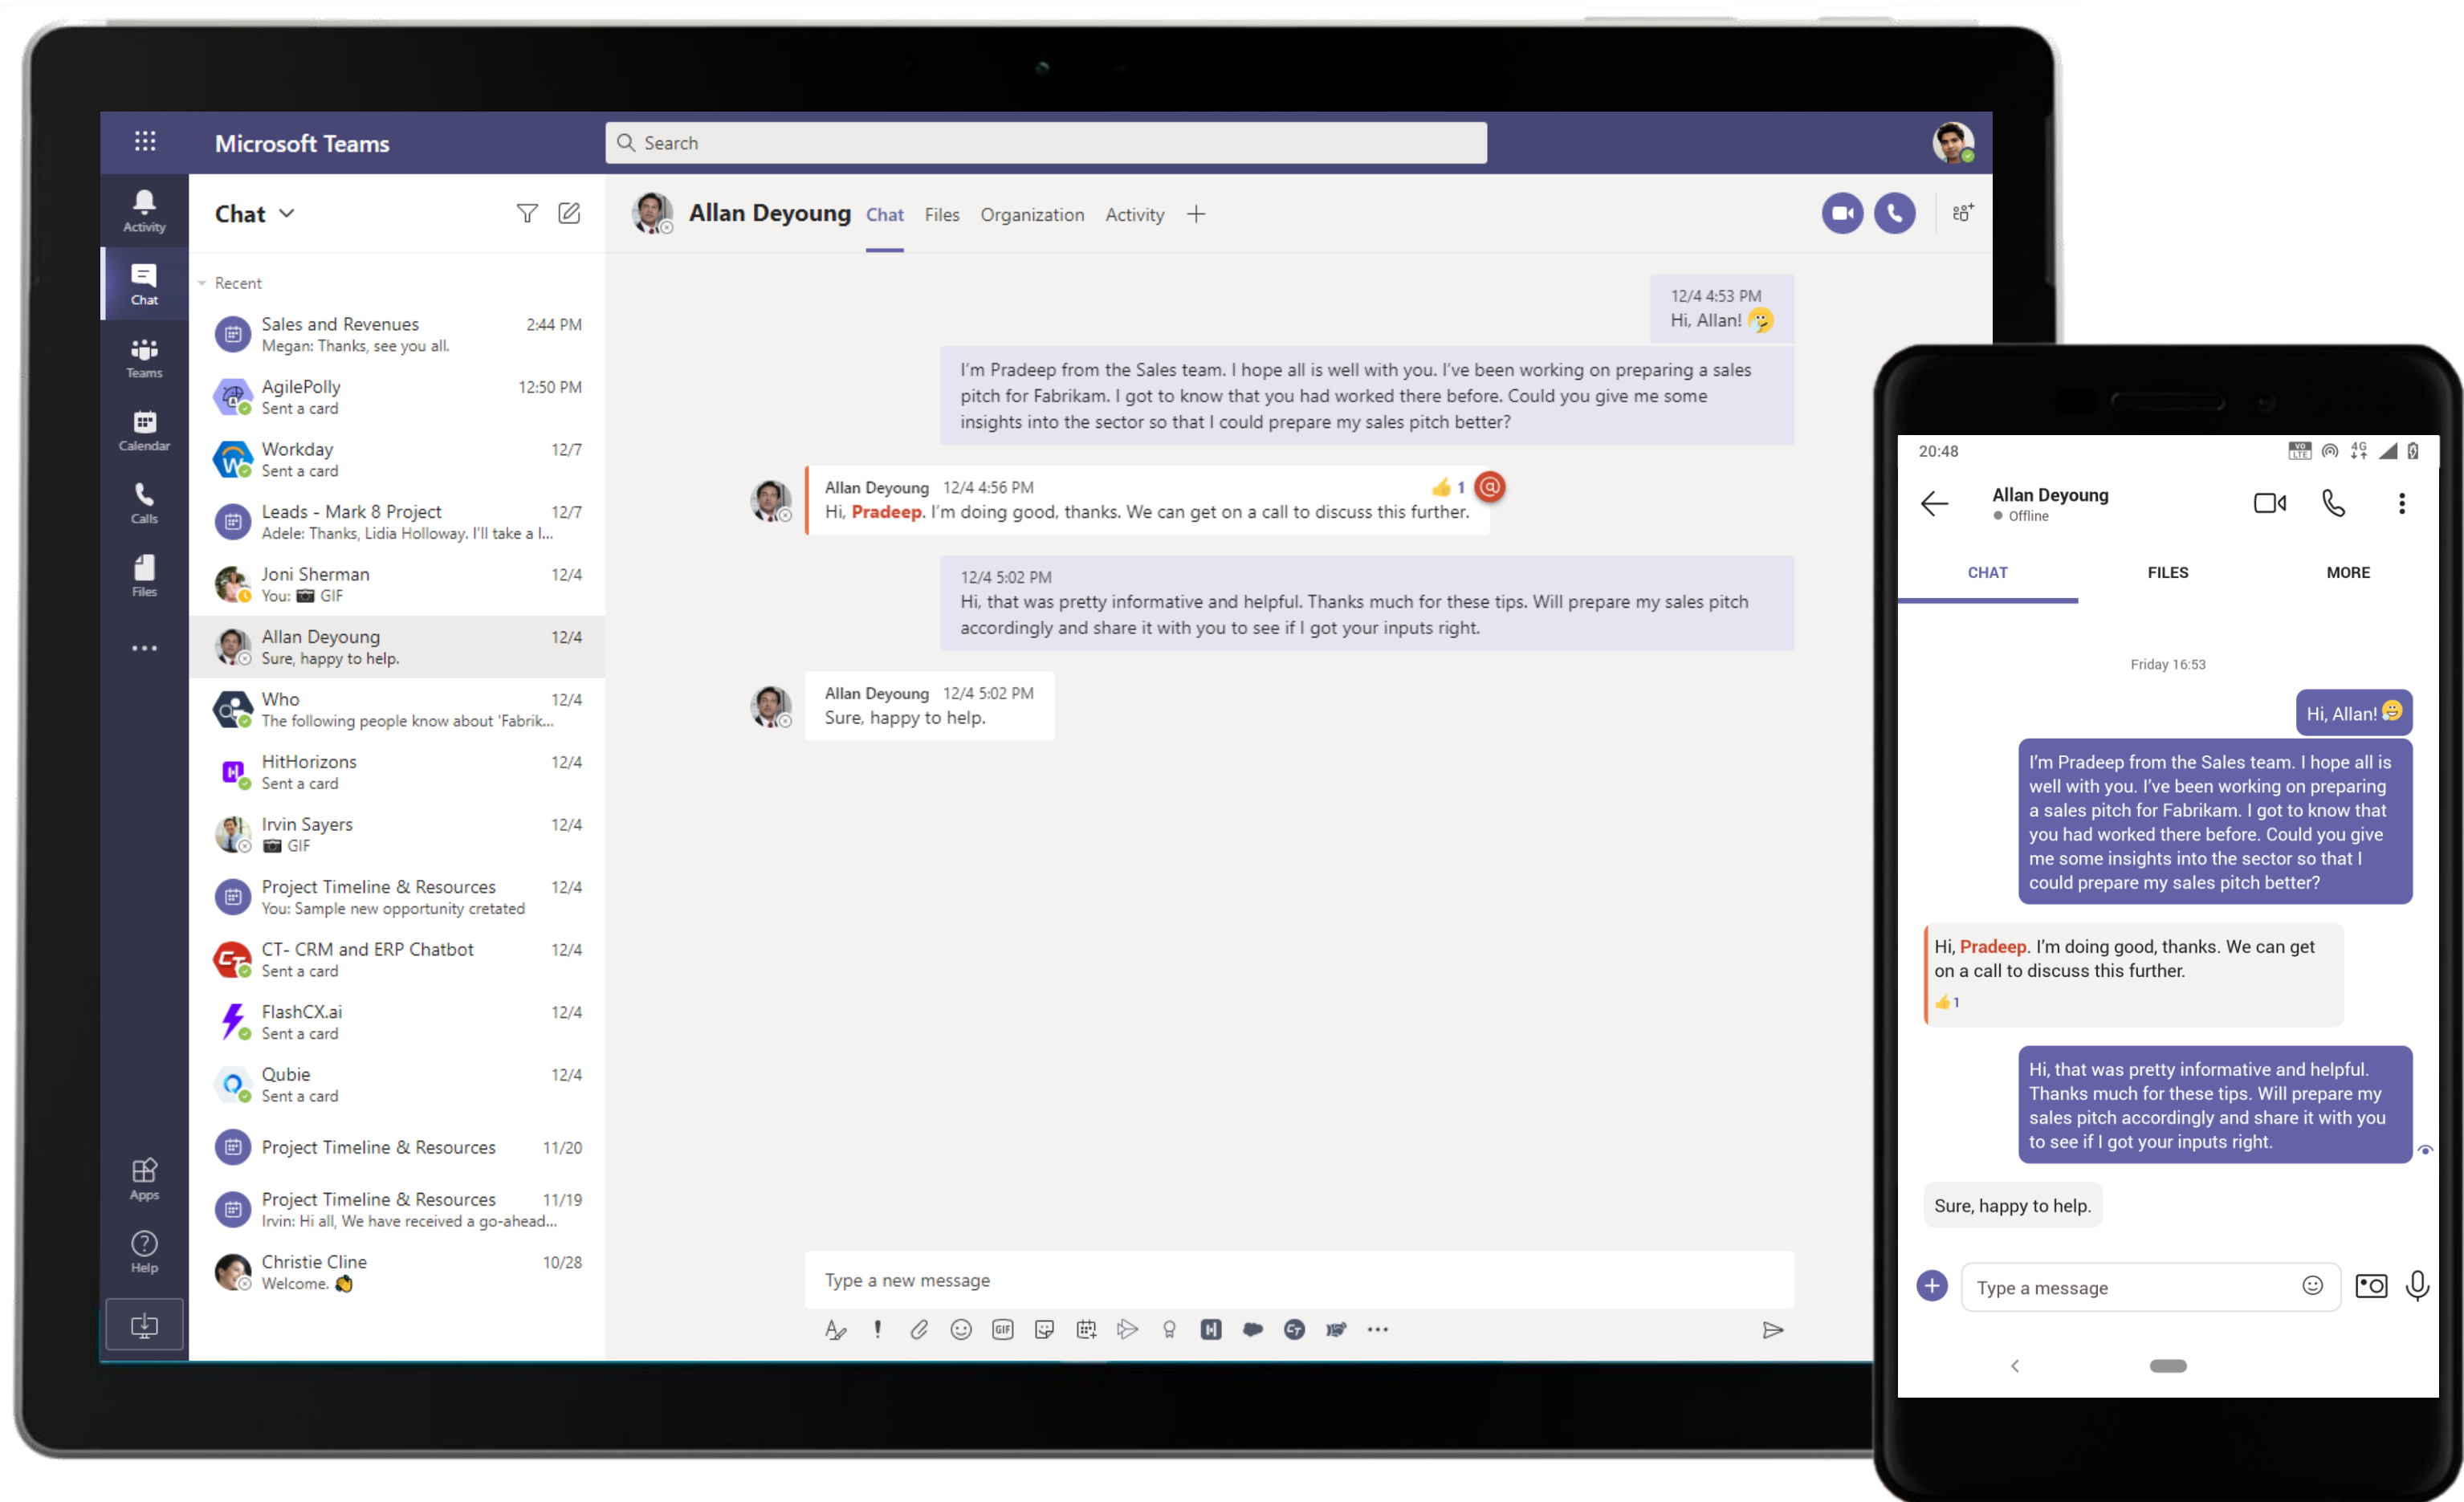 Microsoft Teams
Search
Activity
Chat
Teams
Calendar
Calls
Files
Apps
Help
Chat
Recent
Sales and Revenues 2:44 PM
Megan: Thanks, see you all.
AgilePolly 12:50 PM
Sent a card
Workday 12/7
Sent a card
Leads - Mark 8 Project 12/7
Adele: Thanks, Lidia Holloway. I'll take a l...
Joni Sherman 12/4
You: 📷 GIF
Allan Deyoung 12/4
Sure, happy to help.
Who 12/4
The following people know about 'Fabrik...
HitHorizons 12/4
Sent a card
Irvin Sayers 12/4
📷 GIF
Project Timeline & Resources 12/4
You: Sample new opportunity cretated
CT- CRM and ERP Chatbot 12/4
Sent a card
FlashCX.ai 12/4
Sent a card
Qubie 12/4
Sent a card
Project Timeline & Resources 11/20
Project Timeline & Resources 11/19
Irvin: Hi all, We have received a go-ahead...
Christie Cline 10/28
Welcome. 👏
Allan Deyoung Chat Files Organization Activity
12/4 4:53 PM
Hi, Allan!
I'm Pradeep from the Sales team. I hope all is well with you. I've been working on preparing a sales
pitch for Fabrikam. I got to know that you had worked there before. Could you give me some
insights into the sector so that I could prepare my sales pitch better?
Allan Deyoung 12/4 4:56 PM 👍 1 @
Hi, Pradeep. I'm doing good, thanks. We can get on a call to discuss this further.
12/4 5:02 PM
Hi, that was pretty informative and helpful. Thanks much for these tips. Will prepare my sales pitch
accordingly and share it with you to see if I got your inputs right.
Allan Deyoung 12/4 5:02 PM
Sure, happy to help.
Type a new message
GIF
CT
20:48 VO LTE 4G
Allan Deyoung
Offline
CHAT FILES MORE
Friday 16:53
Hi, Allan!
I'm Pradeep from the Sales team. I hope all is
well with you. I've been working on preparing
a sales pitch for Fabrikam. I got to know that
you had worked there before. Could you give
me some insights into the sector so that I
could prepare my sales pitch better?
Hi, Pradeep. I'm doing good, thanks. We can get
on a call to discuss this further.
👍 1
Hi, that was pretty informative and helpful.
Thanks much for these tips. Will prepare my
sales pitch accordingly and share it with you
to see if I got your inputs right.
Sure, happy to help.
Type a message